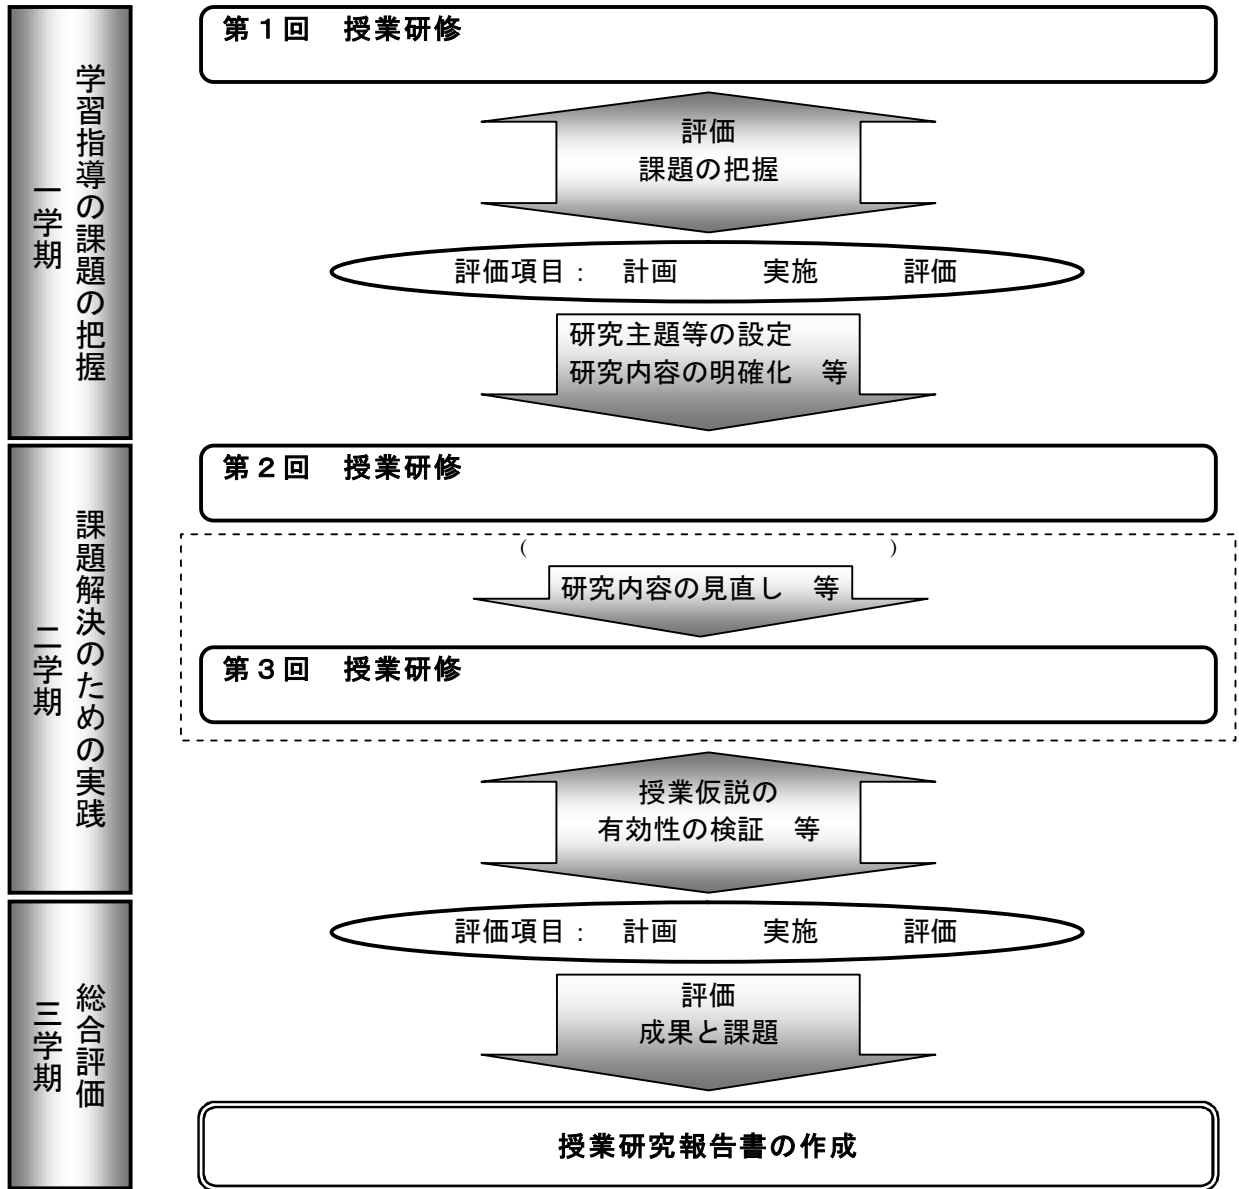 学習指導の課題の把握
一学期
第1回　授業研修
評価
課題の把握
評価項目：　計画　　　実施　　　評価
研究主題等の設定
研究内容の明確化　等
課題解決のための実践
二学期
第2回　授業研修
(　　　　　　　　　　　　)
研究内容の見直し　等
第3回　授業研修
授業仮説の
有効性の検証　等
総合評価
三学期
評価項目：　計画　　　実施　　　評価
評価
成果と課題
授業研究報告書の作成